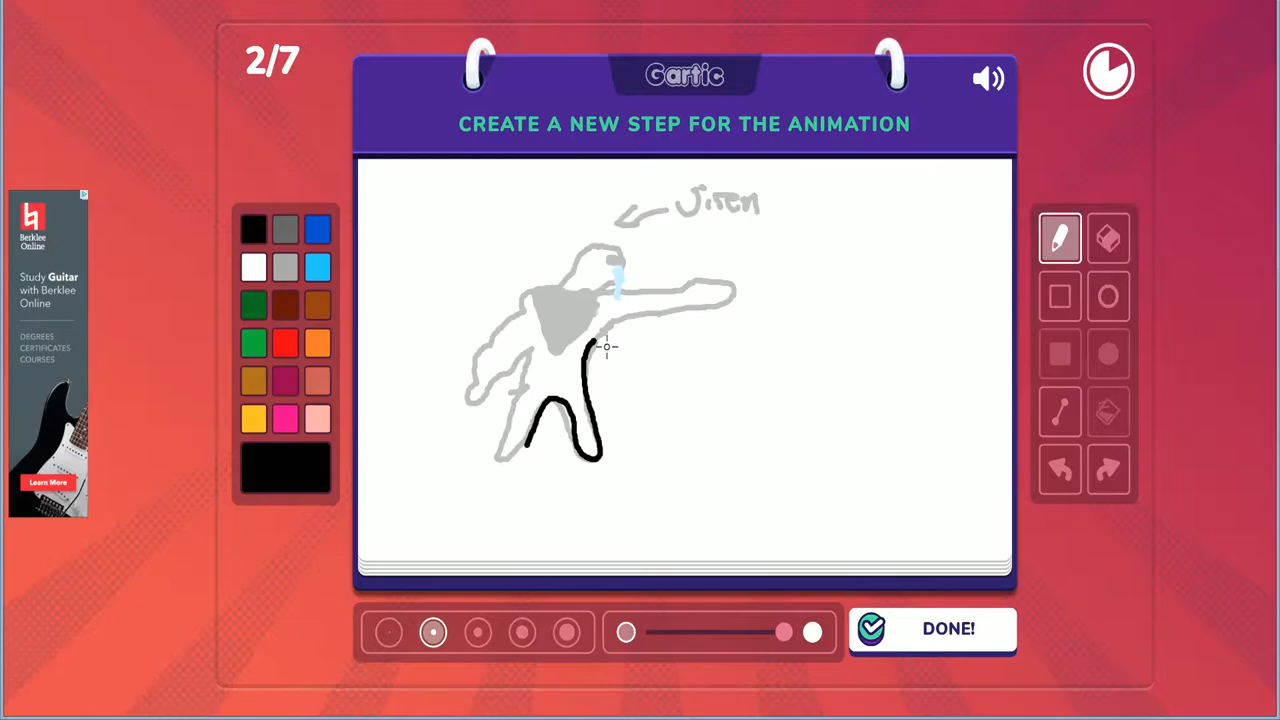 2/7
Gartic
CREATE A NEW STEP FOR THE ANIMATION
Jiren
Berklee
Online
Study Guitar
with Berklee
Online
DEGREES
CERTIFICATES
COURSES
Learn More
DONE!